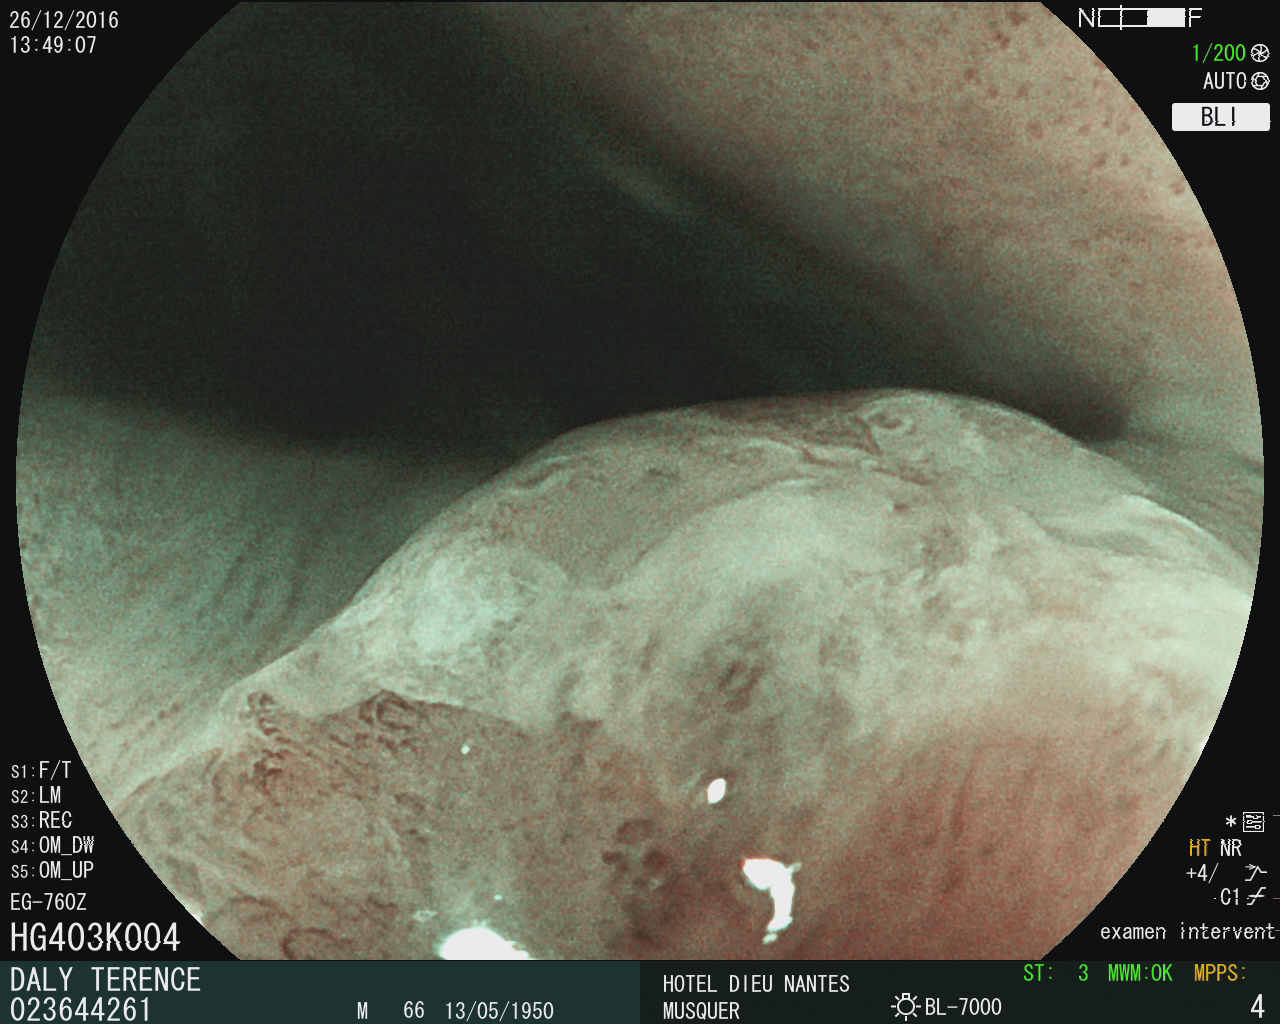 26/12/2016
13:49:07
N F
1/200
AUTO
BLI
S1:F/T
S2:LM
S3:REC
S4:OM_DW
S5:OM_UP
EG-760Z
HG403K004
* 
HT NR
+4/
C1
examen intervent
DALY TERENCE
023644261 M 66 13/05/1950
HOTEL DIEU NANTES
MUSQUER
BL-7000
ST: 3 MWM:OK MPPS:
4